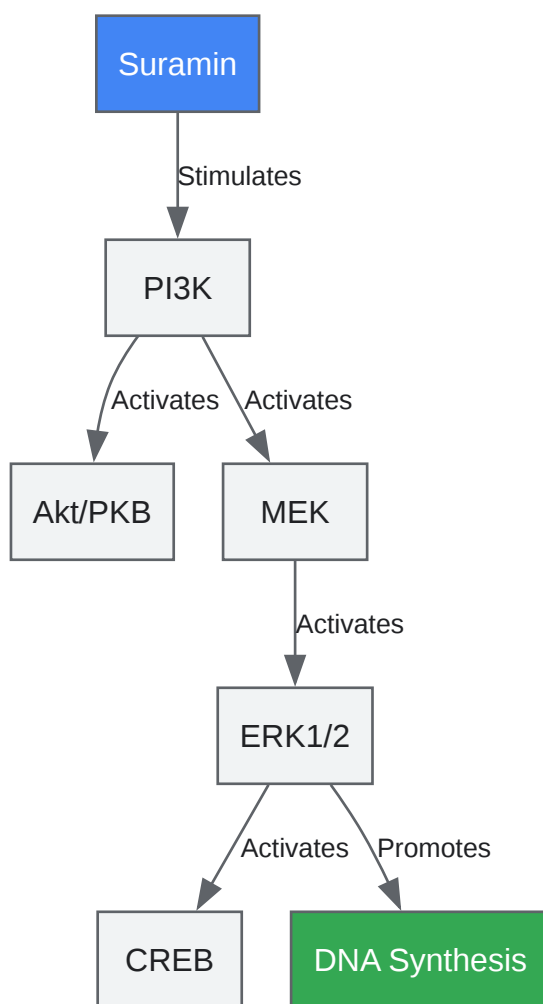 Suramin
Stimulates
PI3K
Activates
Activates
Akt/PKB
MEK
Activates
ERK1/2
Activates
Promotes
CREB
DNA Synthesis